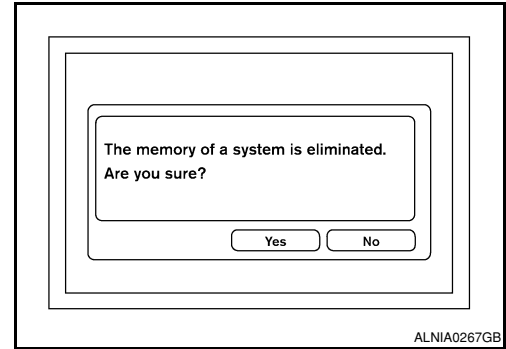 The memory of a system is eliminated.
Are you sure?
Yes No
ALNIA0267GB